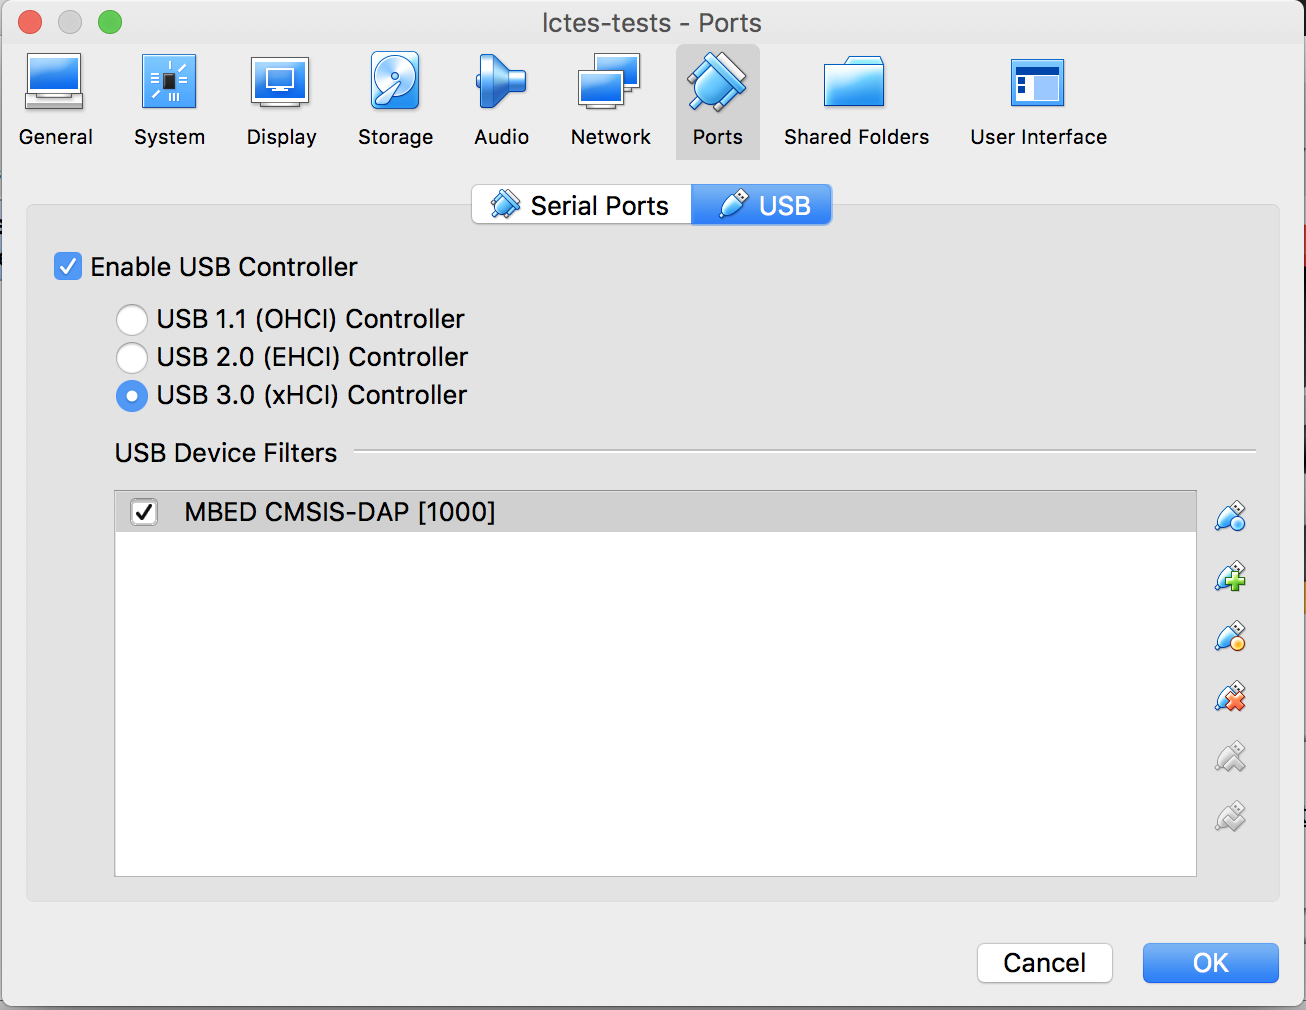 lctes-tests - Ports
General System Display Storage Audio Network Ports Shared Folders User Interface
Serial Ports USB
Enable USB Controller
USB 1.1 (OHCI) Controller
USB 2.0 (EHCI) Controller
USB 3.0 (xHCI) Controller
USB Device Filters
MBED CMSIS-DAP [1000]
Cancel OK